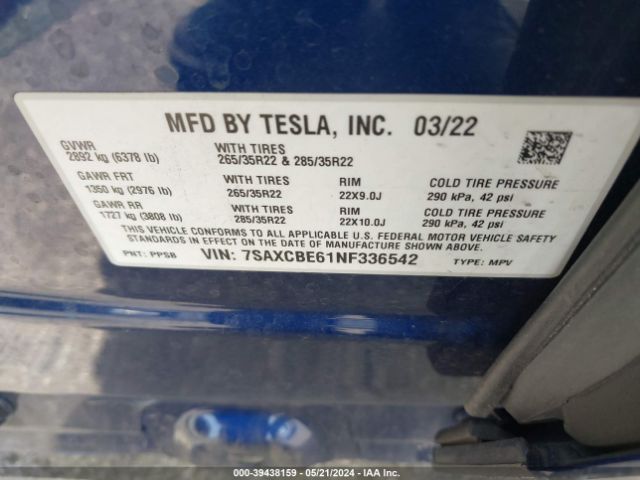 MFD BY TESLA, INC. 03/22
GVWR
2892 kg (6378 lb)
WITH TIRES
265/35R22 & 285/35R22
GAWR FRT
1350 kg (2976 lb)
WITH TIRES
265/35R22
RIM
22X9.0J
COLD TIRE PRESSURE
290 kPa, 42 psi
GAWR RR
1727 kg (3808 lb)
WITH TIRES
285/35R22
RIM
22X10.0J
COLD TIRE PRESSURE
290 kPa, 42 psi
THIS VEHICLE CONFORMS TO ALL APPLICABLE U.S. FEDERAL MOTOR VEHICLE SAFETY
STANDARDS IN EFFECT ON THE DATE OF MANUFACTURE SHOWN ABOVE.
PNT: PPSB VIN: 7SAXCBE61NF336542 TYPE: MPV
000-39438159 — 05/21/2024 — IAA Inc.